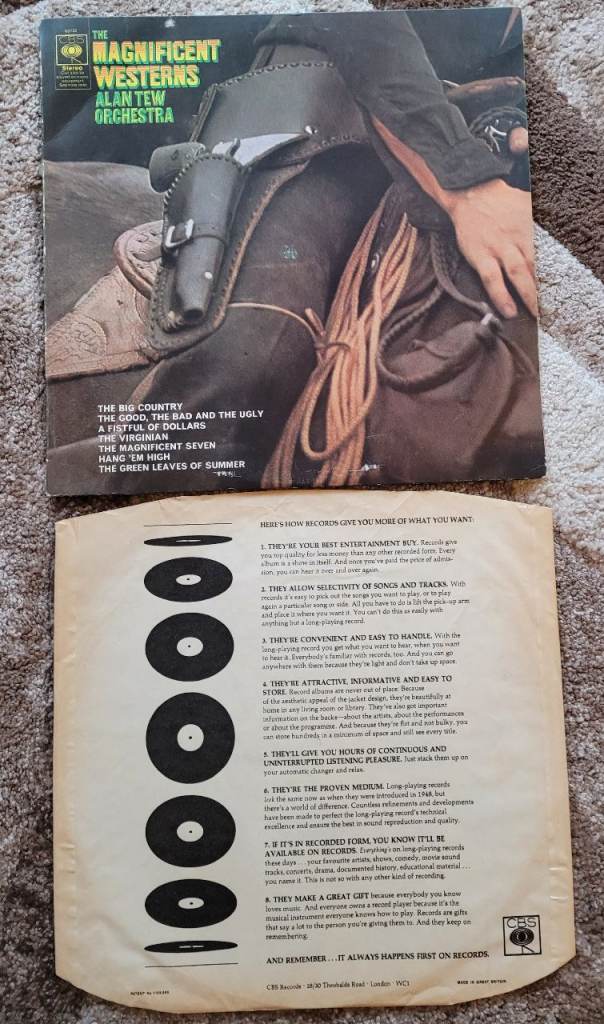 CBS
Stereo
THE
MAGNIFICENT
WESTERNS
ALAN TEW
ORCHESTRA
THE BIG COUNTRY
THE GOOD, THE BAD AND THE UGLY
A FISTFUL OF DOLLARS
THE VIRGINIAN
THE MAGNIFICENT SEVEN
HANG 'EM HIGH
THE GREEN LEAVES OF SUMMER
HERE'S HOW RECORDS GIVE YOU MORE OF WHAT YOU WANT:
1. THEY'RE YOUR BEST ENTERTAINMENT BUY. Records give
you top quality for less money than any other recorded form. Every
album is a show in itself. And once you've paid the price of admis-
sion, you can hear it over and over again.
2. THEY ALLOW SELECTIVITY OF SONGS AND TRACKS. With
records it's easy to pick out the songs you want to play, or to play
again a particular song or side. All you have to do is lift the pick-up arm
and place it where you want it. You can't do this as easily with
anything but a long-playing record.
3. THEY'RE CONVENIENT AND EASY TO HANDLE. With the
long-playing record you get what you want to hear, when you want
to hear it. Everybody's familiar with records, too. And you can go
anywhere with them because they're light and don't take up space.
4. THEY'RE ATTRACTIVE, INFORMATIVE AND EASY TO
STORE. Record albums are never out of place. Because
of the aesthetic appeal of the jacket design, they're beautifully at
home in any living room or library. They've also got important
information on the backs—about the artists, about the performances
or about the programme. And because they're flat and not bulky, you
can store hundreds in a minimum of space and still see every title.
5. THEY'LL GIVE YOU HOURS OF CONTINUOUS AND
UNINTERRUPTED LISTENING PLEASURE. Just stack them up on
your automatic changer and relax.
6. THEY'RE THE PROVEN MEDIUM. Long-playing records
look the same now as when they were introduced in 1948, but
there's a world of difference. Countless refinements and developments
have been made to perfect the long-playing record's technical
excellence and ensure the best in sound reproduction and quality.
7. IF IT'S IN RECORDED FORM, YOU KNOW IT'LL BE
AVAILABLE ON RECORDS. Everything's on long-playing records
these days . . . your favourite artists, shows, comedy, movie sound
tracks, concerts, drama, documented history, educational material . . .
you name it. This is not so with any other kind of recording.
8. THEY MAKE A GREAT GIFT because everybody you know
loves music. And everyone owns a record player because it's the
musical instrument everyone knows how to play. Records are gifts
that say a lot to the person you're giving them to. And they keep on
remembering.
AND REMEMBER . . . IT ALWAYS HAPPENS FIRST ON RECORDS.
CBS
CBS Records · 28/30 Theobalds Road · London · WC1
MADE IN GREAT BRITAIN